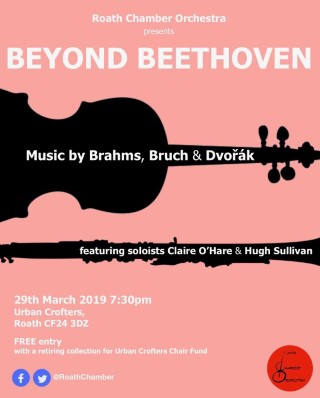 Roath Chamber Orchestra
presents
BEYOND BEETHOVEN
Music by Brahms, Bruch & Dvořák
featuring soloists Claire O'Hare & Hugh Sullivan
29th March 2019 7:30pm
Urban Crofters,
Roath CF24 3DZ
FREE entry
with a retiring collection for Urban Crofters Chair Fund
@RoathChamber